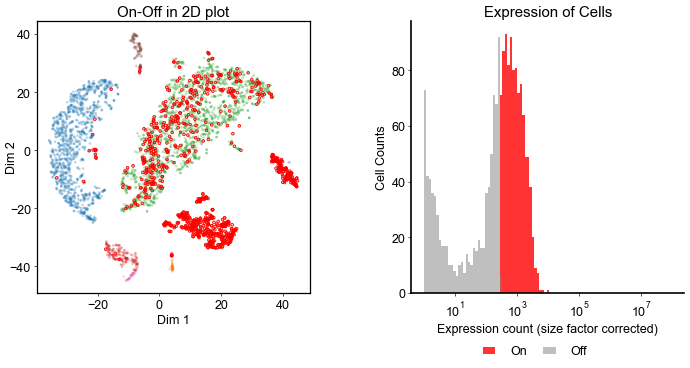 On-Off in 2D plot
40
20
0
−20
−40
Dim 2
−20
0
20
40
Dim 1
Expression of Cells
80
60
40
20
0
Cell Counts
10^1
10^3
10^5
10^7
Expression count (size factor corrected)
On
Off